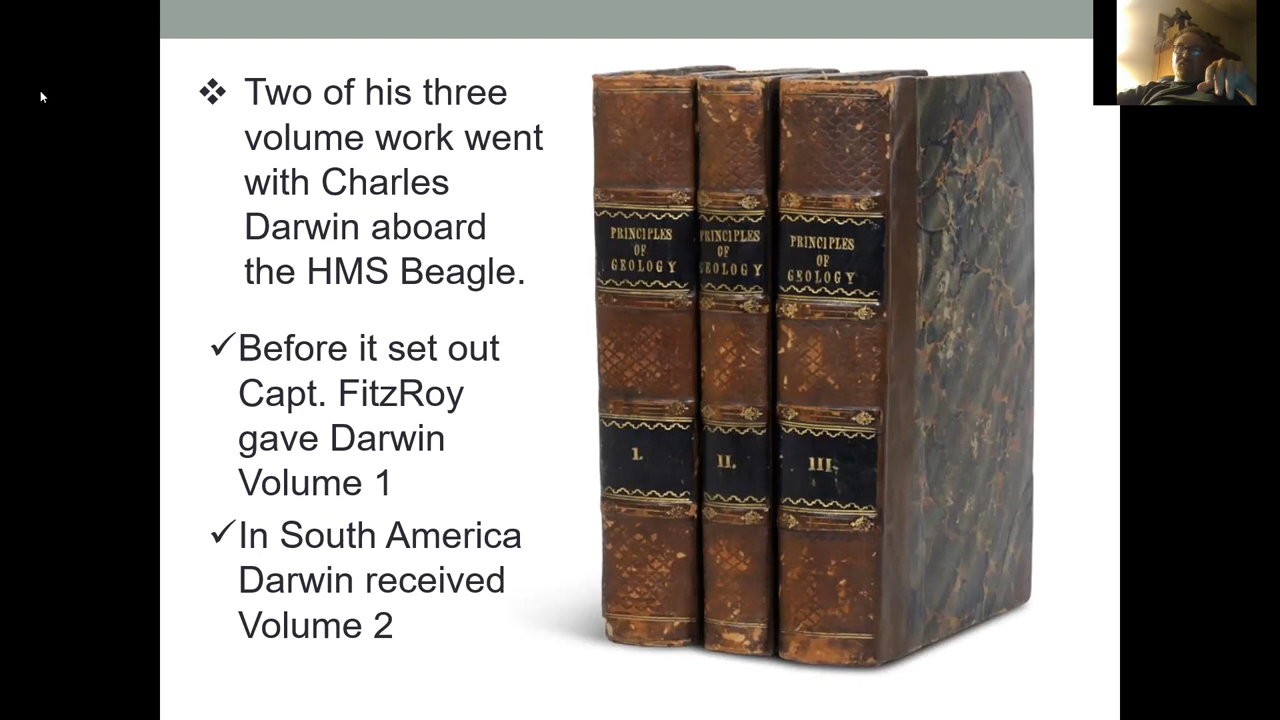 ❖ Two of his three
volume work went
with Charles
Darwin aboard
the HMS Beagle.
✓Before it set out
Capt. FitzRoy
gave Darwin
Volume 1
✓In South America
Darwin received
Volume 2
PRINCIPLES
OF
GEOLOGY
I.
PRINCIPLES
OF
GEOLOGY
II.
PRINCIPLES
OF
GEOLOGY
III.